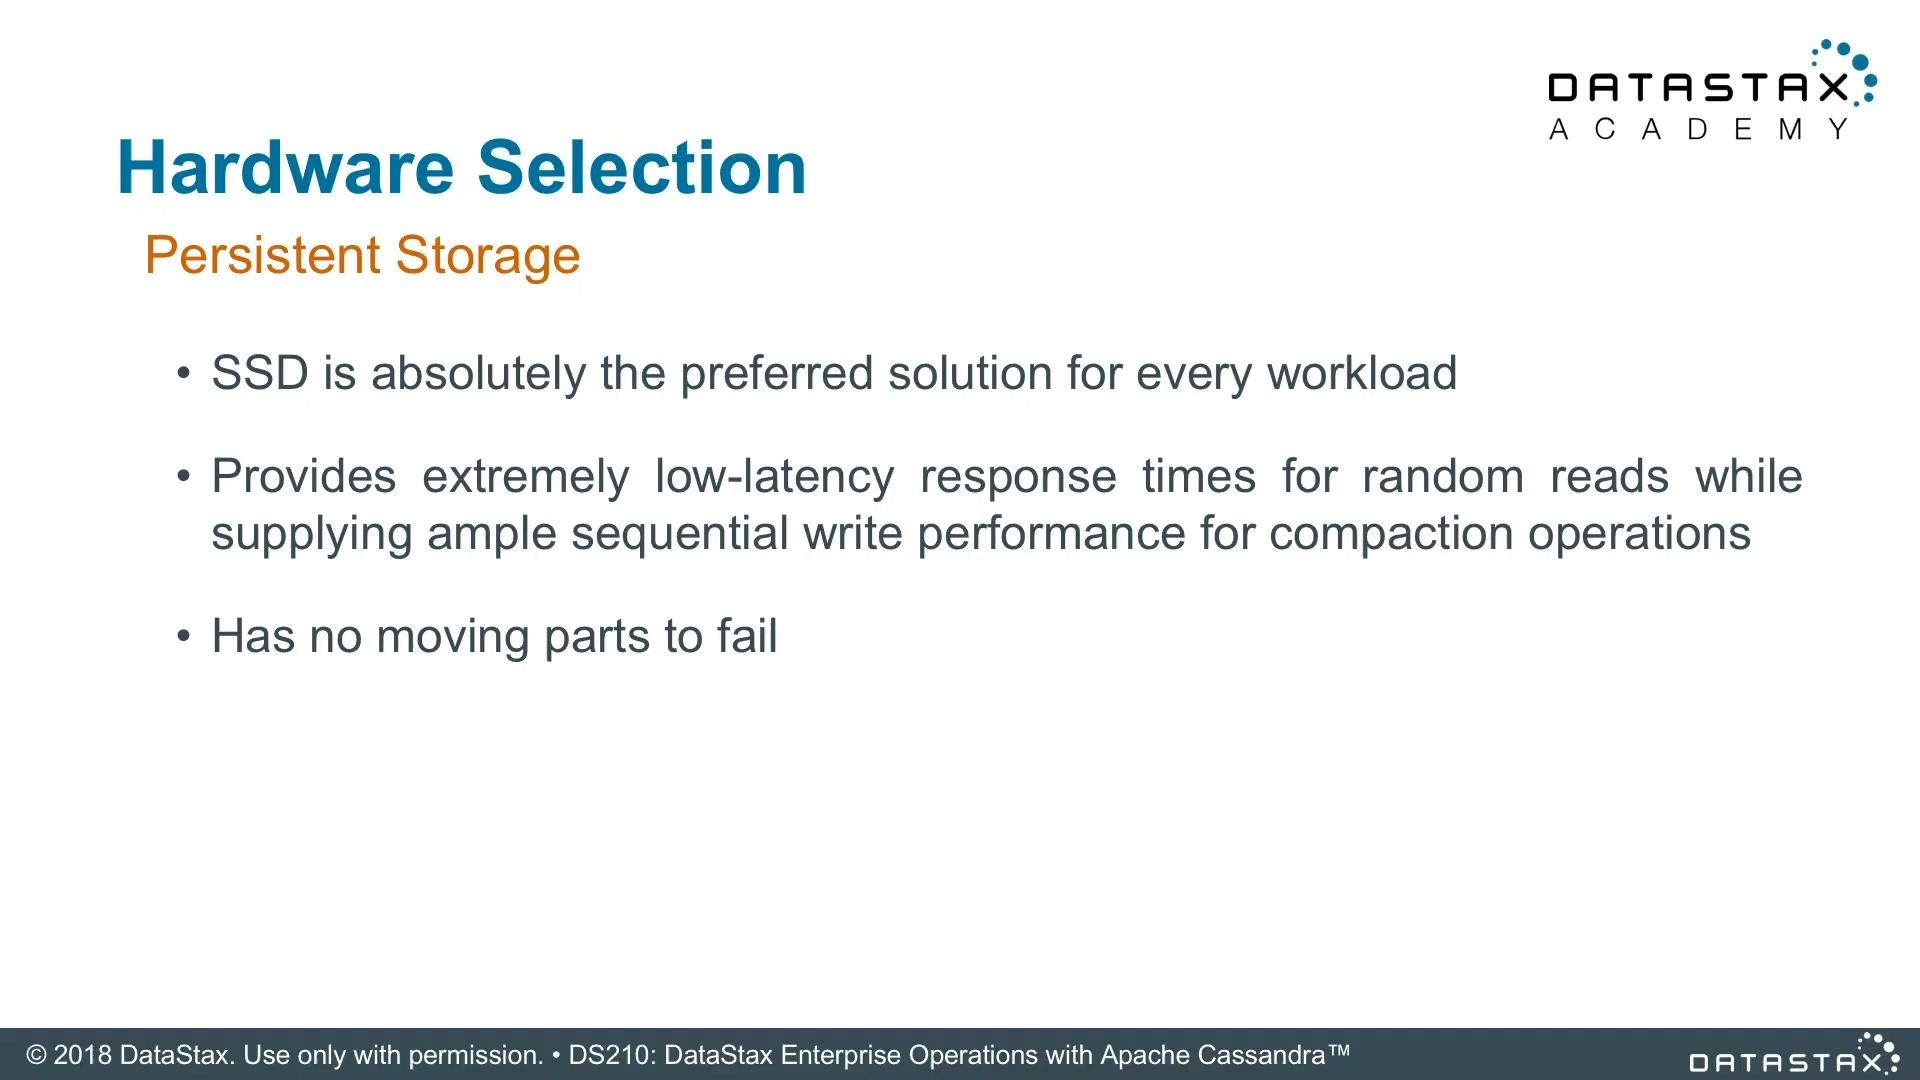 DATASTAX
ACADEMY
Hardware Selection
Persistent Storage
• SSD is absolutely the preferred solution for every workload
• Provides extremely low-latency response times for random reads while
supplying ample sequential write performance for compaction operations
• Has no moving parts to fail
© 2018 DataStax. Use only with permission. • DS210: DataStax Enterprise Operations with Apache Cassandra™
DATASTAX